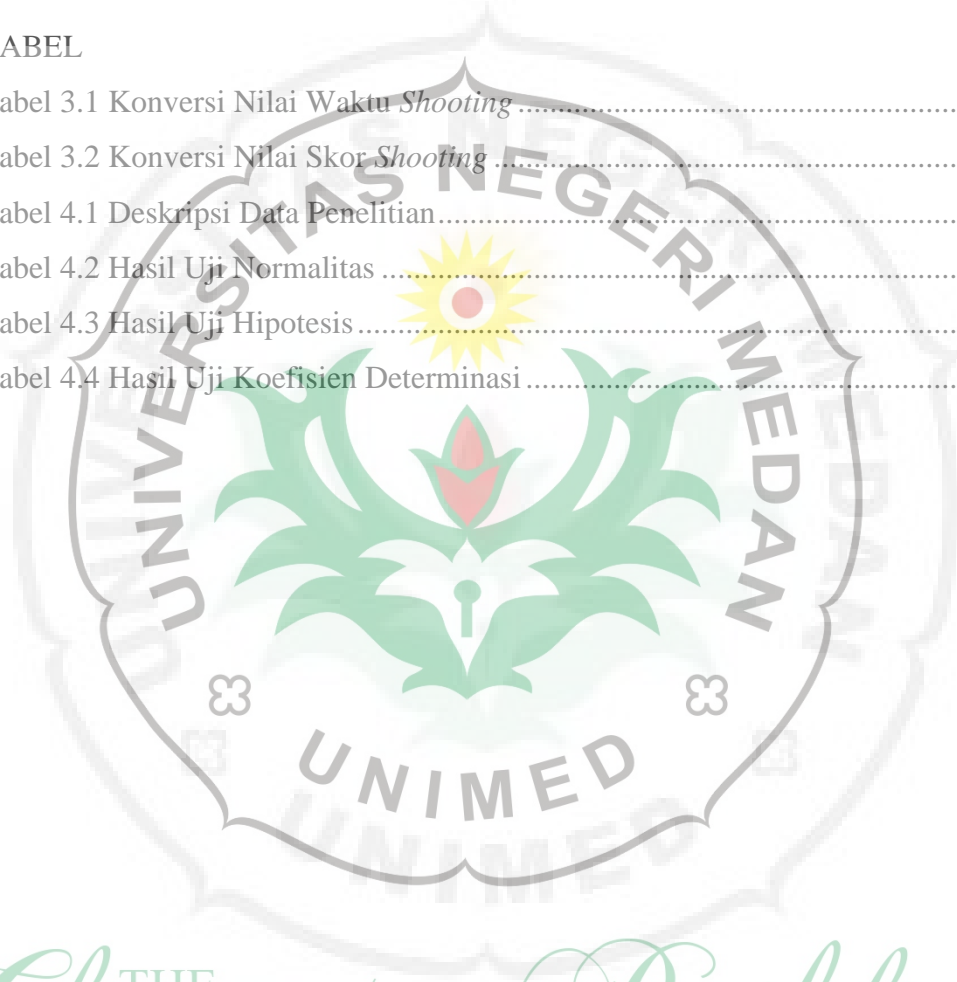 ABEL
abel 3.1 Konversi Nilai Waktu Shooting ........................................................
abel 3.2 Konversi Nilai Skor Shooting ...........................................................
abel 4.1 Deskripsi Data Penelitian..................................................................
abel 4.2 Hasil Uji Normalitas .........................................................................
abel 4.3 Hasil Uji Hipotesis ............................................................................
abel 4.4 Hasil Uji Koefisien Determinasi .......................................................
UNIVERSITAS NEGERI MEDAN
UNIMED
THE